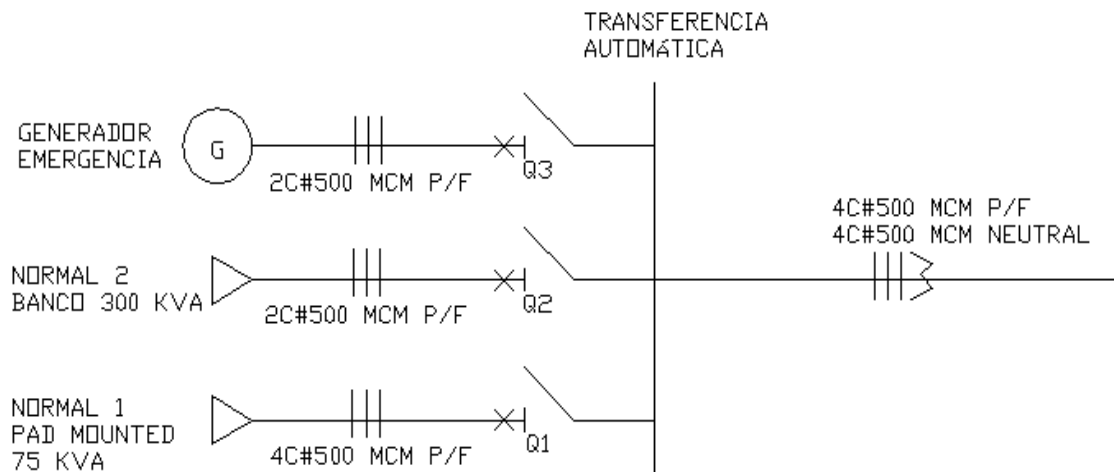 TRANSFERENCIA
AUTOMáTICA
GENERADOR
EMERGENCIA
G
2C#500 MCM P/F
Q3
4C#500 MCM P/F
4C#500 MCM NEUTRAL
NORMAL 2
BANCO 300 KVA
2C#500 MCM P/F
Q2
NORMAL 1
PAD MOUNTED
75 KVA
4C#500 MCM P/F
Q1